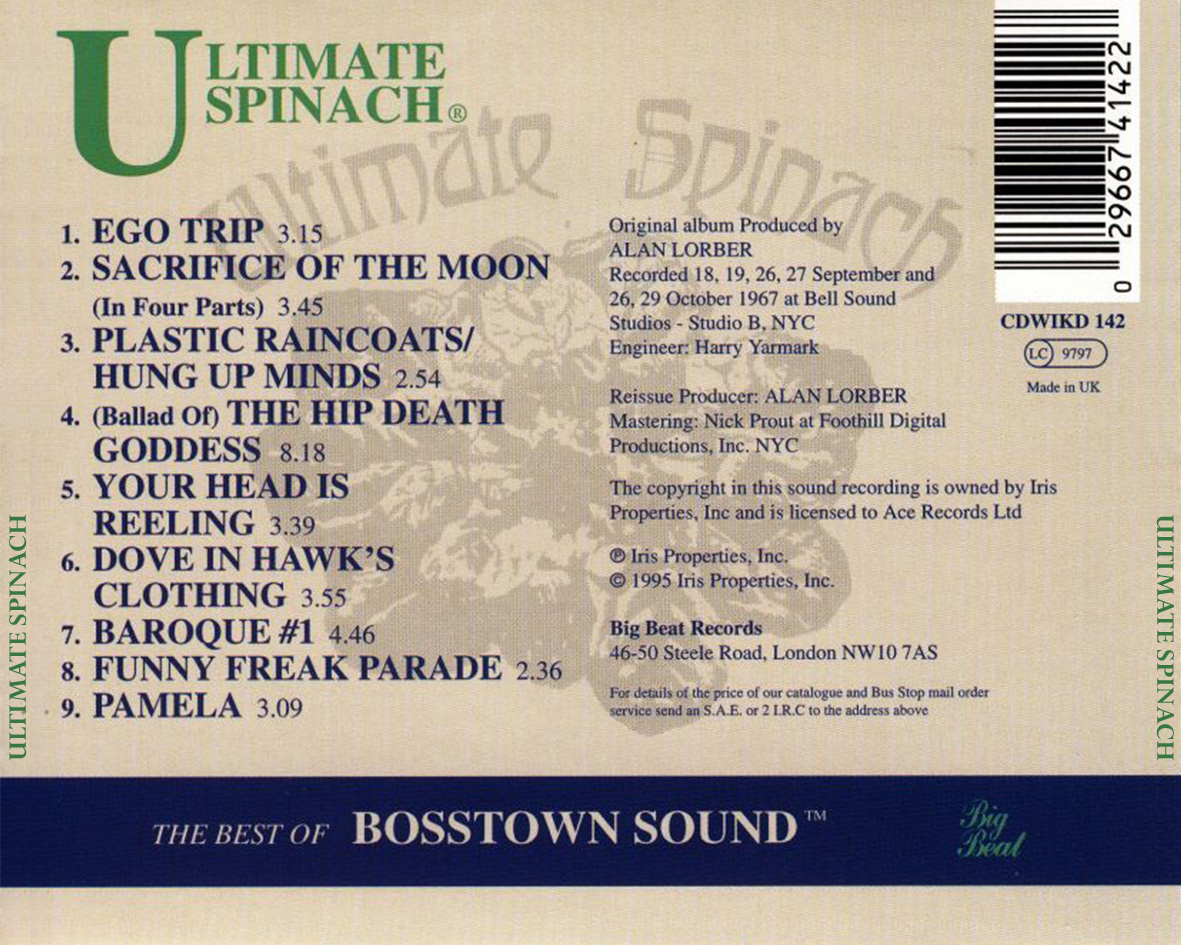 ULTIMATE
SPINACH®
Ultimate Spinach
1. EGO TRIP 3.15
2. SACRIFICE OF THE MOON
(In Four Parts) 3.45
3. PLASTIC RAINCOATS/
HUNG UP MINDS 2.54
4. (Ballad Of) THE HIP DEATH
GODDESS 8.18
5. YOUR HEAD IS
REELING 3.39
6. DOVE IN HAWK'S
CLOTHING 3.55
7. BAROQUE #1 4.46
8. FUNNY FREAK PARADE 2.36
9. PAMELA 3.09
Original album Produced by
ALAN LORBER
Recorded 18, 19, 26, 27 September and
26, 29 October 1967 at Bell Sound
Studios - Studio B, NYC
Engineer: Harry Yarmark
Reissue Producer: ALAN LORBER
Mastering: Nick Prout at Foothill Digital
Productions, Inc. NYC
The copyright in this sound recording is owned by Iris
Properties, Inc and is licensed to Ace Records Ltd
℗ Iris Properties, Inc.
© 1995 Iris Properties, Inc.
Big Beat Records
46-50 Steele Road, London NW10 7AS
For details of the price of our catalogue and Bus Stop mail order
service send an S.A.E. or 2 I.R.C to the address above
0 29667 41422
CDWIKD 142
LC 9797
Made in UK
ULTIMATE SPINACH
ULTIMATE SPINACH
THE BEST OF BOSSTOWN SOUND™
Big
Beat